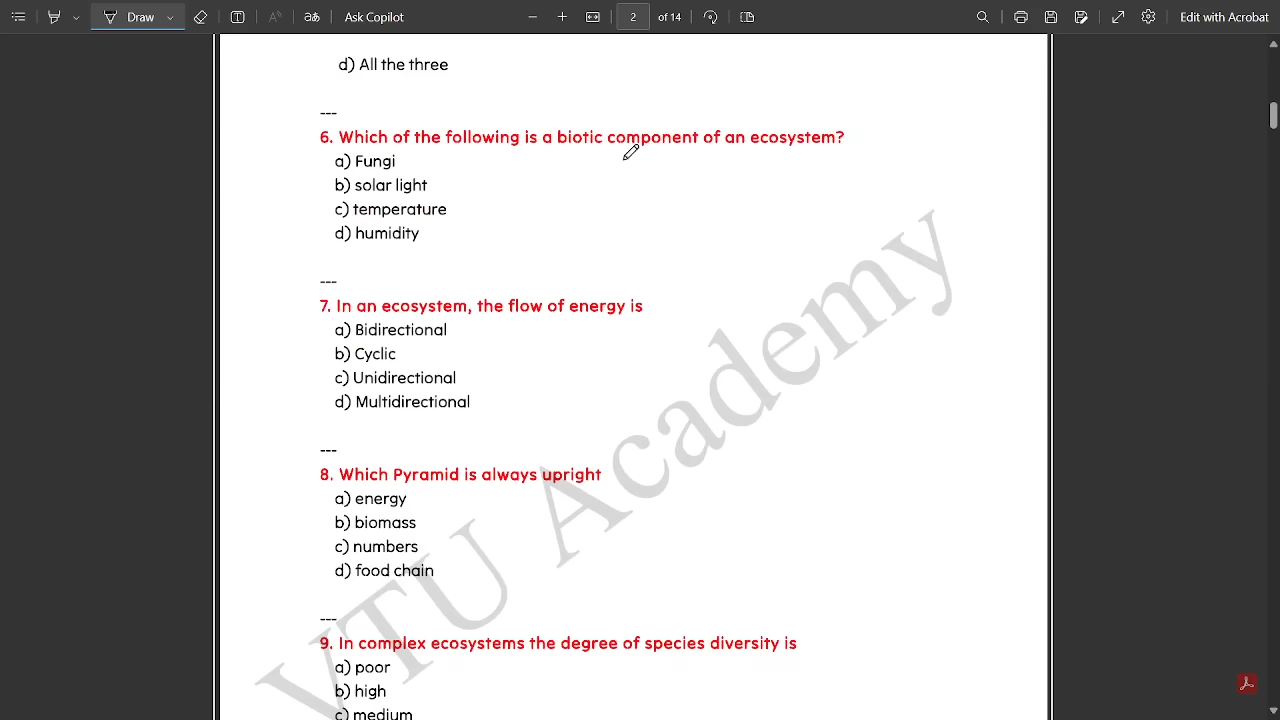 Draw
aあ
Ask Copilot
2
of 14
Edit with Acrobat
d) All the three
---
6. Which of the following is a biotic component of an ecosystem?
a) Fungi
b) solar light
c) temperature
d) humidity
---
7. In an ecosystem, the flow of energy is
a) Bidirectional
b) Cyclic
c) Unidirectional
d) Multidirectional
---
8. Which Pyramid is always upright
a) energy
b) biomass
c) numbers
d) food chain
---
9. In complex ecosystems the degree of species diversity is
a) poor
b) high
c) medium
VTU Academy